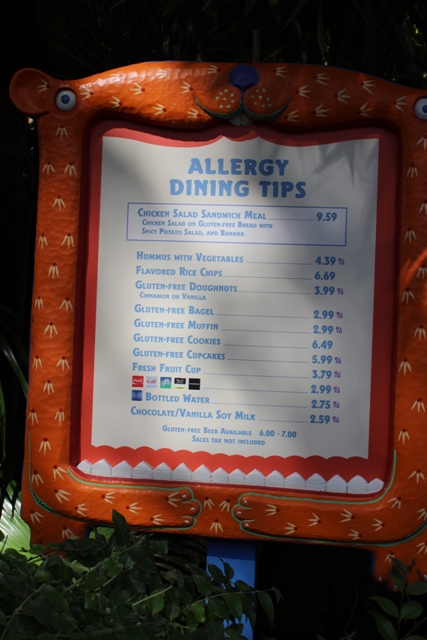 ALLERGY
DINING TIPS
CHICKEN SALAD SANDWICH MEAL 9.59
CHICKEN SALAD ON GLUTEN-FREE BREAD WITH
SPICY POTATO SALAD, AND BANANA
HUMMUS WITH VEGETABLES 4.39
FLAVORED RICE CHIPS 6.69
GLUTEN-FREE DOUGHNUTS 3.99
CINNAMON OR VANILLA
GLUTEN-FREE BAGEL 2.99
GLUTEN-FREE MUFFIN 2.99
GLUTEN-FREE COOKIES 6.49
GLUTEN-FREE CUPCAKES 5.99
FRESH FRUIT CUP 3.79
2.99
BOTTLED WATER 2.75
CHOCOLATE/VANILLA SOY MILK 2.59
GLUTEN-FREE BEER AVAILABLE 6.00 - 7.00
SALES TAX NOT INCLUDED